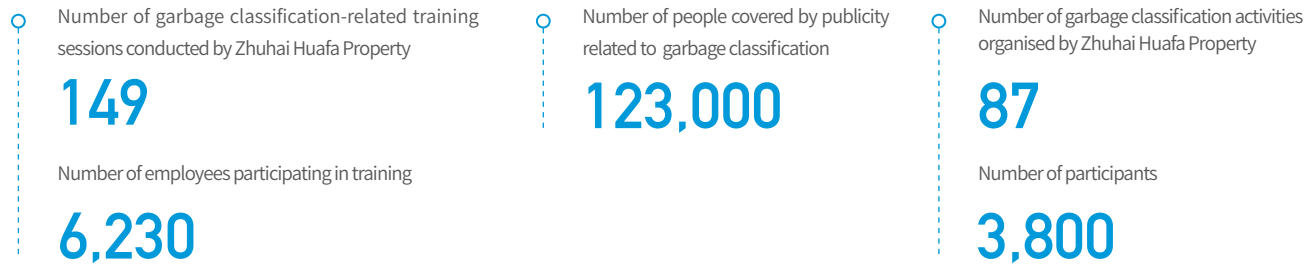 Number of garbage classification-related training
sessions conducted by Zhuhai Huafa Property
149
Number of employees participating in training
6,230
Number of people covered by publicity
related to garbage classification
123,000
Number of garbage classification activities
organised by Zhuhai Huafa Property
87
Number of participants
3,800